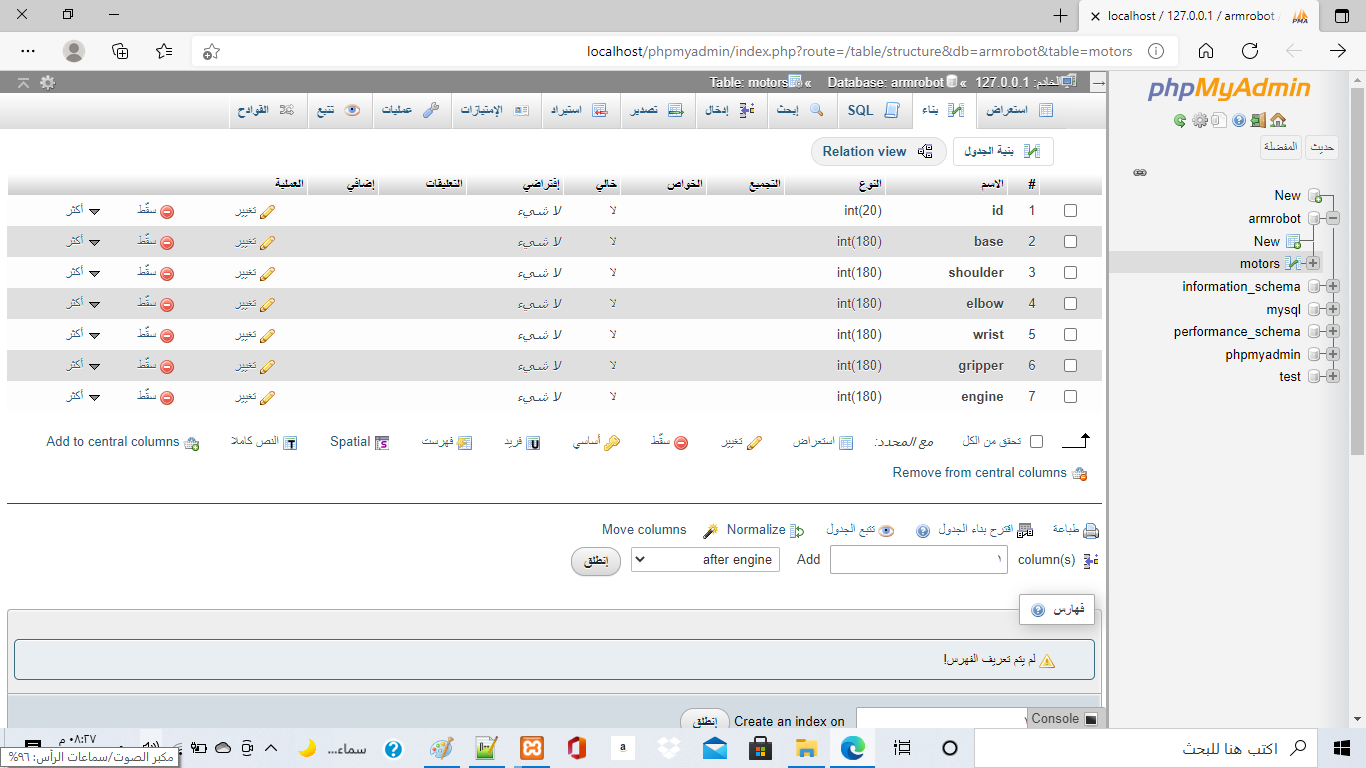 localhost / 127.0.0.1 / armrobot
localhost/phpmyadmin/index.php?route=/table/structure&db=armrobot&table=motors
phpMyAdmin
حديث
المفضلة
New
armrobot
New
motors
information_schema
mysql
performance_schema
phpmyadmin
test
الخادم: 127.0.0.1 » Database: armrobot » Table: motors
استعراض
بناء
SQL
إبحث
إدخال
تصدير
استيراد
الإمتيازات
عمليات
تتبع
القوادح
بنية الجدول
Relation view
# الاسم النوع التجميع الخواص خالي إفتراضي التعليقات إضافي العملية
1 id int(20) لا لا شيء تغيير سقّط أكثر
2 base int(180) لا لا شيء تغيير سقّط أكثر
3 shoulder int(180) لا لا شيء تغيير سقّط أكثر
4 elbow int(180) لا لا شيء تغيير سقّط أكثر
5 wrist int(180) لا لا شيء تغيير سقّط أكثر
6 gripper int(180) لا لا شيء تغيير سقّط أكثر
7 engine int(180) لا لا شيء تغيير سقّط أكثر
تحقق من الكل مع المحدد: استعراض تغيير سقّط أساسي فريد فهرست Spatial النص كاملا Add to central columns
Remove from central columns
طباعة اقترح بناء الجدول تتبع الجدول Normalize Move columns
column(s) ١ Add after engine إنطلق
فهارس
لم يتم تعريف الفهرس!
Create an index on إنطلق
Console
اكتب هنا للبحث
سماء...
٠٨:٢٧ م
مكبر الصوت/سماعات الرأس: ٩٦%